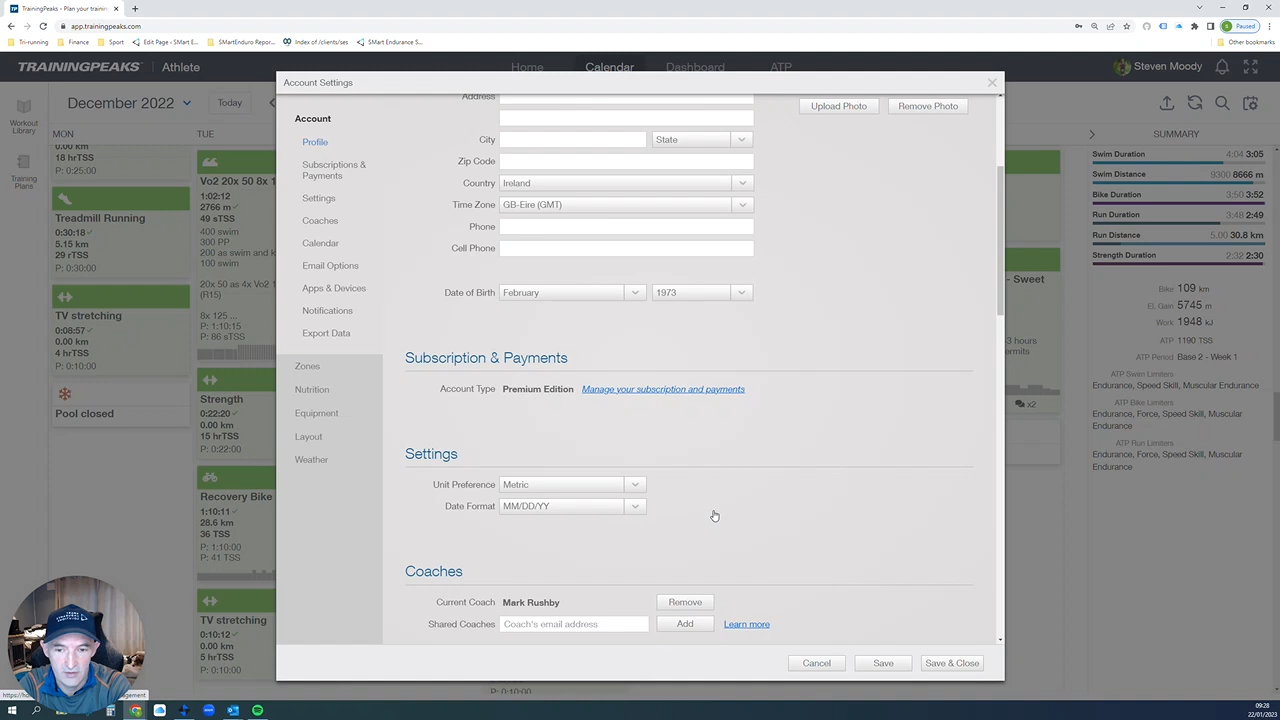 TrainingPeaks - Plan your trainin
app.trainingpeaks.com
Paused
Tri-running
Finance
Sport
Edit Page - SMart E...
SMartEnduro Repor...
Index of /clients/ses
SMart Endurance S...
Other bookmarks
TRAININGPEAKS
Athlete
Home
Calendar
Dashboard
ATP
Steven Moody
December 2022
Today
Workout
Library
Training
Plans
MON
TUE
SUMMARY
18 hrTSS
P: 0:25:00
Treadmill Running
0:30:18
5.15 km
29 rTSS
P: 0:30:00
TV stretching
0:08:57
0.00 km
4 hrTSS
P: 0:10:00
Pool closed
Vo2 20x 50 8x 1
1:02:12
2766 m
49 sTSS
400 swim
300 PP
200 as swim and k
100 swim
20x 50 as 4x Vo2 1
(R15)
8x 125 ...
P: 1:10:15
P: 86 sTSS
Strength
0:22:20
0.00 km
15 hrTSS
P: 0:22:00
Recovery Bike
1:10:11
28.6 km
36 TSS
P: 1:10:00
P: 41 TSS
TV stretching
0:10:12
0.00 km
5 hrTSS
P: 0:10:00
P: 0:10:00
Account Settings
Account
Profile
Subscriptions &
Payments
Settings
Coaches
Calendar
Email Options
Apps & Devices
Notifications
Export Data
Zones
Nutrition
Equipment
Layout
Weather
Address
Upload Photo
Remove Photo
City
State
Zip Code
Country
Ireland
Time Zone
GB-Eire (GMT)
Phone
Cell Phone
Date of Birth
February
1973
Subscription & Payments
Account Type
Premium Edition
Manage your subscription and payments
Settings
Unit Preference
Metric
Date Format
MM/DD/YY
Coaches
Current Coach
Mark Rushby
Remove
Shared Coaches
Coach's email address
Add
Learn more
Cancel
Save
Save & Close
- Sweet
3 hours
ermits
x2
Swim Duration 4:04 3:05
Swim Distance 9300 8666 m
Bike Duration 3:50 3:52
Run Duration 3:48 2:49
Run Distance 5.00 30.8 km
Strength Duration 2:32 2:30
Bike 109 km
EL Gain 5745 m
Work 1948 kJ
ATP 1190 TSS
ATP Period Base 2 - Week 1
ATP Swim Limiters
Endurance, Speed Skill, Muscular Endurance
ATP Bike Limiters
Endurance, Force, Speed Skill, Muscular
Endurance
ATP Run Limiters
Endurance, Force, Speed Skill, Muscular
Endurance
09:28
22/01/2023